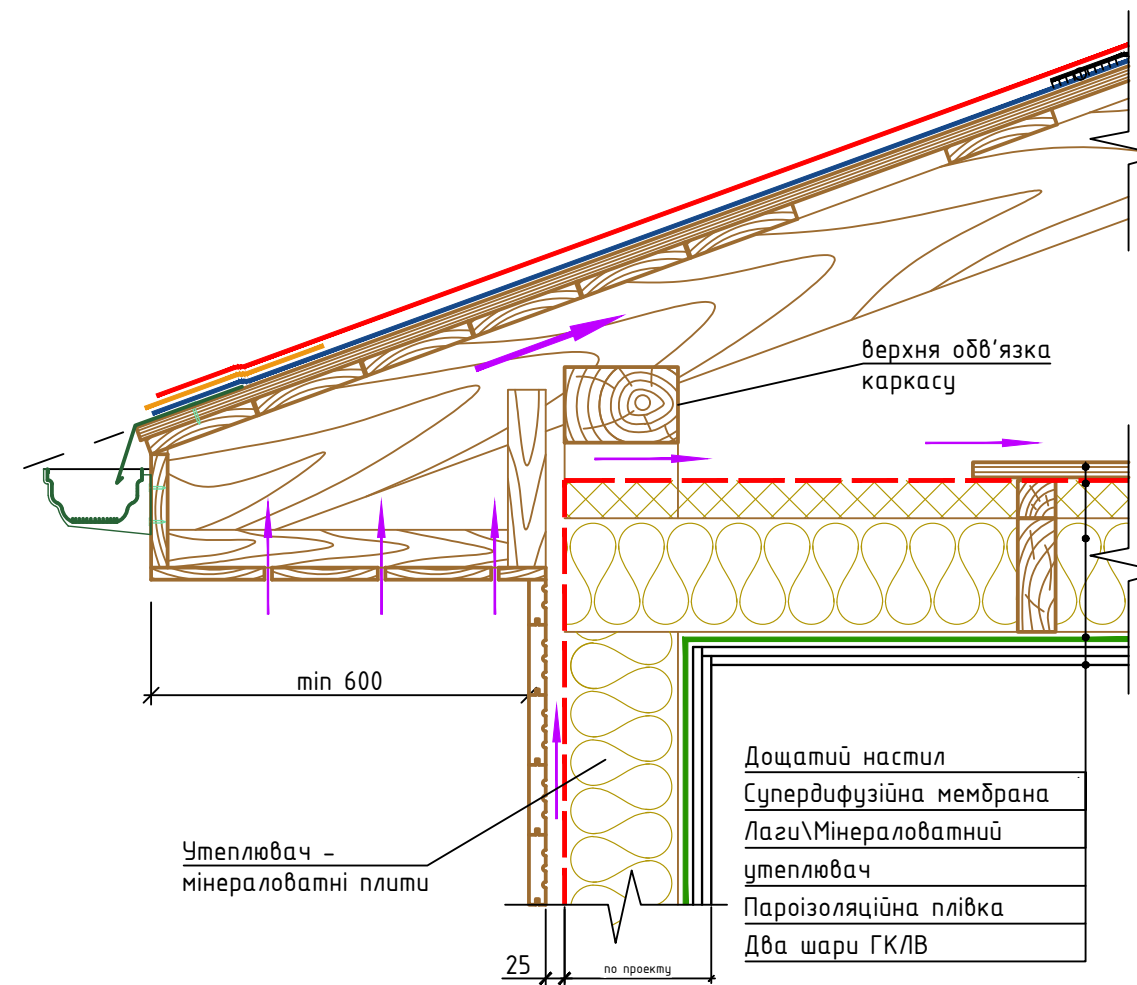 верхня обв'язка
каркасу
min 600
Утеплювач -
мінераловатні плити
Дощатий настил
Супердифузійна мембрана
Лаги\Мінераловатний
утеплювач
Пароізоляційна плівка
Два шари ГКЛВ
25
по проекту